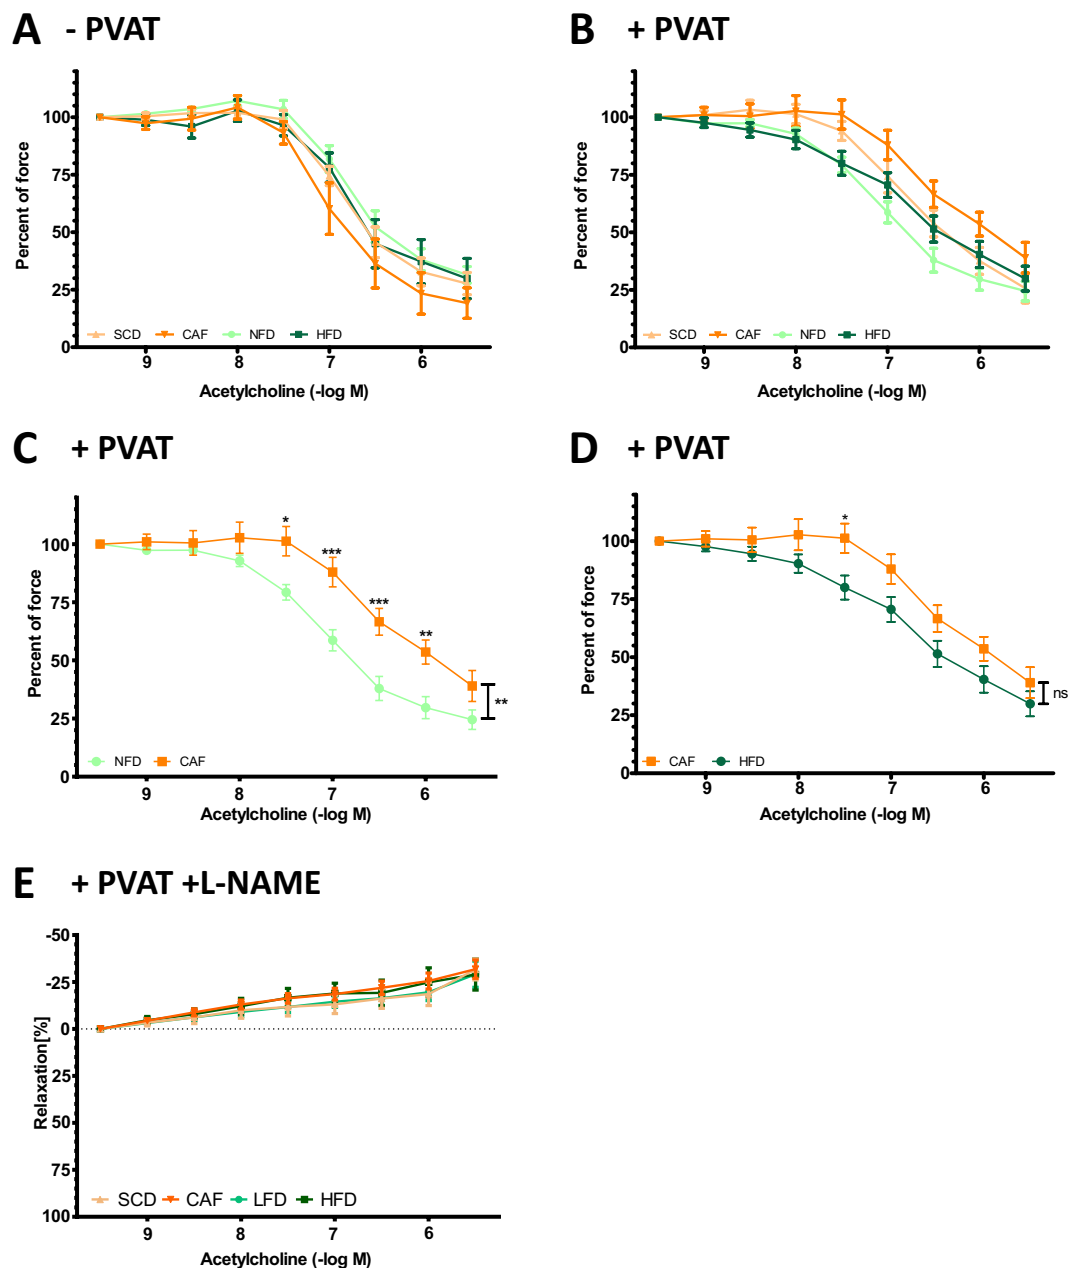 A - PVAT
Percent of force
100
75
50
25
0
SCD CAF NFD HFD
9 8 7 6
Acetylcholine (-log M)
B + PVAT
Percent of force
100
75
50
25
0
SCD CAF NFD HFD
9 8 7 6
Acetylcholine (-log M)
C + PVAT
Percent of force
100
75
50
25
0
* *** *** ** **
NFD CAF
9 8 7 6
Acetylcholine (-log M)
D + PVAT
Percent of force
100
75
50
25
0
*
ns
CAF HFD
9 8 7 6
Acetylcholine (-log M)
E + PVAT +L-NAME
Relaxation[%]
-50
-25
0
25
50
75
100
SCD CAF LFD HFD
9 8 7 6
Acetylcholine (-log M)